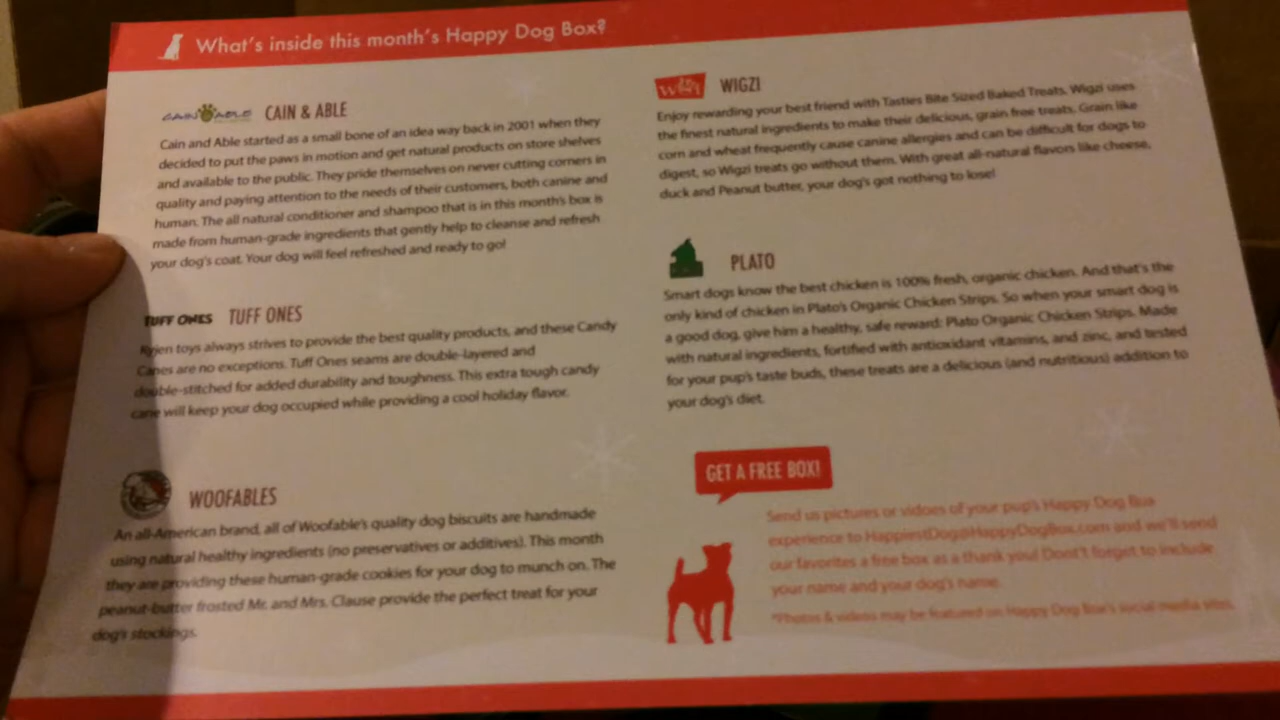 What's inside this month's Happy Dog Box?
CAIN & ABLE
Cain and Able started as a small bone of an idea way back in 2001 when they
decided to put the paws in motion and get natural products on store shelves
and available to the public. They pride themselves on never cutting corners in
quality and paying attention to the needs of their customers, both canine and
human. The all natural conditioner and shampoo that is in this month's box is
made from human-grade ingredients that gently help to cleanse and refresh
your dog's coat. Your dog will feel refreshed and ready to go!
TUFF ONES TUFF ONES
Kyjen toys always strives to provide the best quality products, and these Candy
Canes are no exceptions. Tuff Ones seams are double-layered and
double-stitched for added durability and toughness. This extra tough candy
cane will keep your dog occupied while providing a cool holiday flavor.
WOOFABLES
An all-American brand, all of Woofable's quality dog biscuits are handmade
using natural healthy ingredients (no preservatives or additives). This month
they are providing these human-grade cookies for your dog to munch on. The
peanut-butter frosted Mr. and Mrs. Clause provide the perfect treat for your
dog's stockings.
Wigzi WIGZI
Enjoy rewarding your best friend with Tasties Bite Sized Baked Treats. Wigzi uses
the finest natural ingredients to make their delicious, grain free treats. Grain like
corn and wheat frequently cause canine allergies and can be difficult for dogs to
digest, so Wigzi treats go without them. With great all-natural flavors like cheese,
duck and Peanut butter, your dog's got nothing to lose!
PLATO
Smart dogs know the best chicken is 100% fresh, organic chicken. And that's the
only kind of chicken in Plato's Organic Chicken Strips. So when your smart dog is
a good dog, give him a healthy, safe reward: Plato Organic Chicken Strips. Made
with natural ingredients, fortified with antioxidant vitamins, and zinc, and tested
for your pup's taste buds, these treats are a delicious (and nutritious) addition to
your dog's diet.
GET A FREE BOX!
Send us pictures or vidoes of your pup's Happy Dog Box
experience to HappiestDog@HappyDogBox.com and we'll send
our favorites a free box as a thank you! Dont't forget to include
your name and your dog's name.
*Photos & videos may be featured on Happy Dog Box's social media sites.